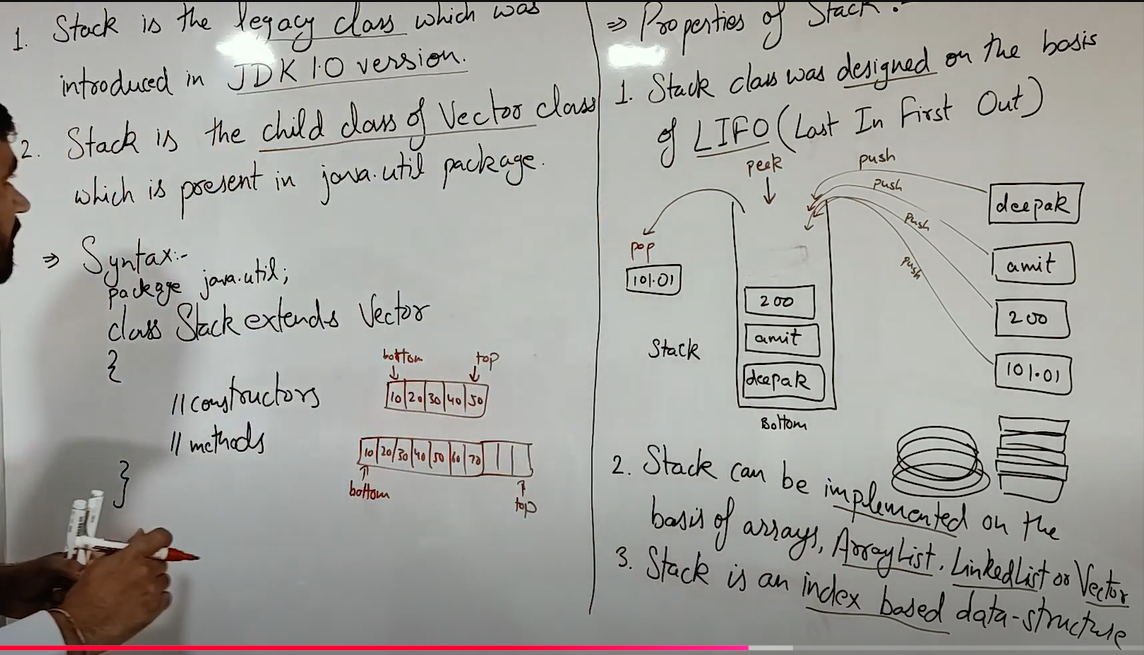 1. Stack is the legacy class which was
introduced in JDK 1.0 version.
2. Stack is the child class of Vector class
which is present in java.util package.
⇒ Syntax:-
package java.util;
class Stack extends Vector
{
//constructors
//methods
}
bottom top
10 20 30 40 50
10 20 30 40 50 60 70
bottom
top
⇒ Properties of Stack:-
1. Stack class was designed on the basis
of LIFO (Last In First Out)
peek
push
push
push
push
deepak
amit
200
101.01
pop
101.01
Stack
200
amit
deepak
Bottom
2. Stack can be implemented on the
basis of arrays, ArrayList, LinkedList or Vector
3. Stack is an index based data-structure